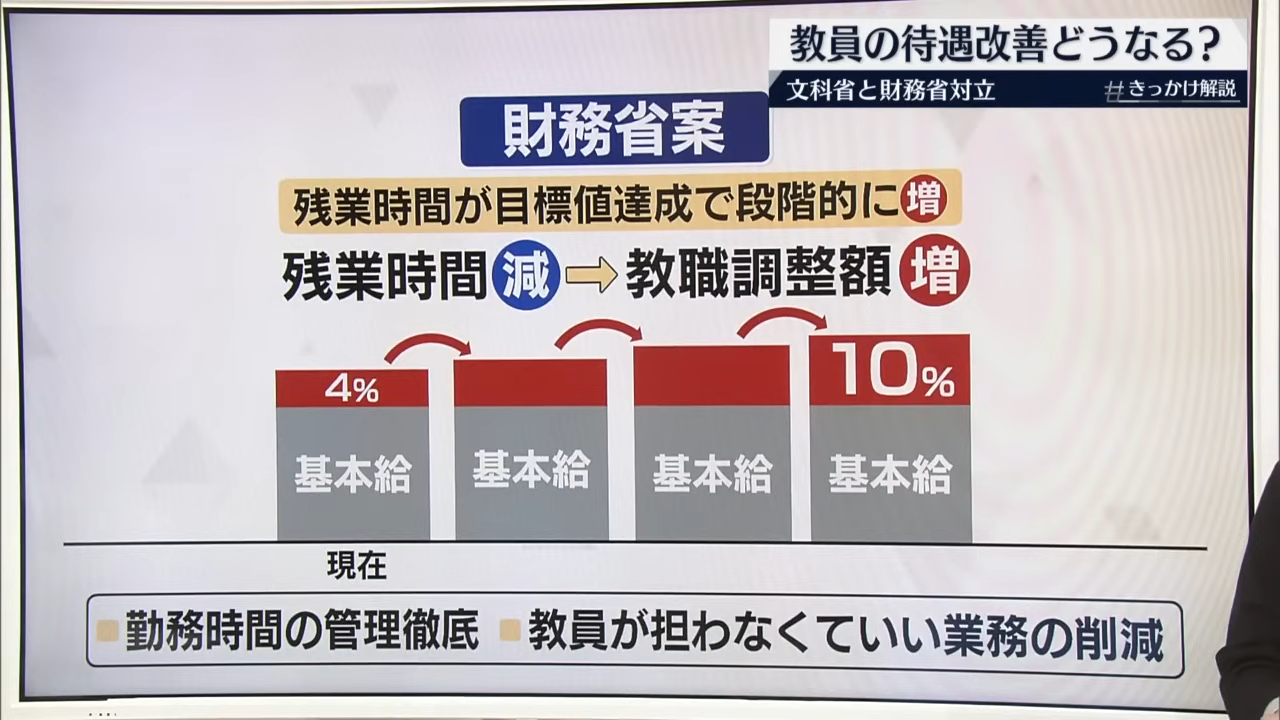 教員の待遇改善どうなる?
文科省と財務省対立
#きっかけ解説
財務省案
残業時間が目標値達成で段階的に増
残業時間減→教職調整額増
4%
10%
基本給
基本給
基本給
基本給
現在
勤務時間の管理徹底
教員が担わなくていい業務の削減